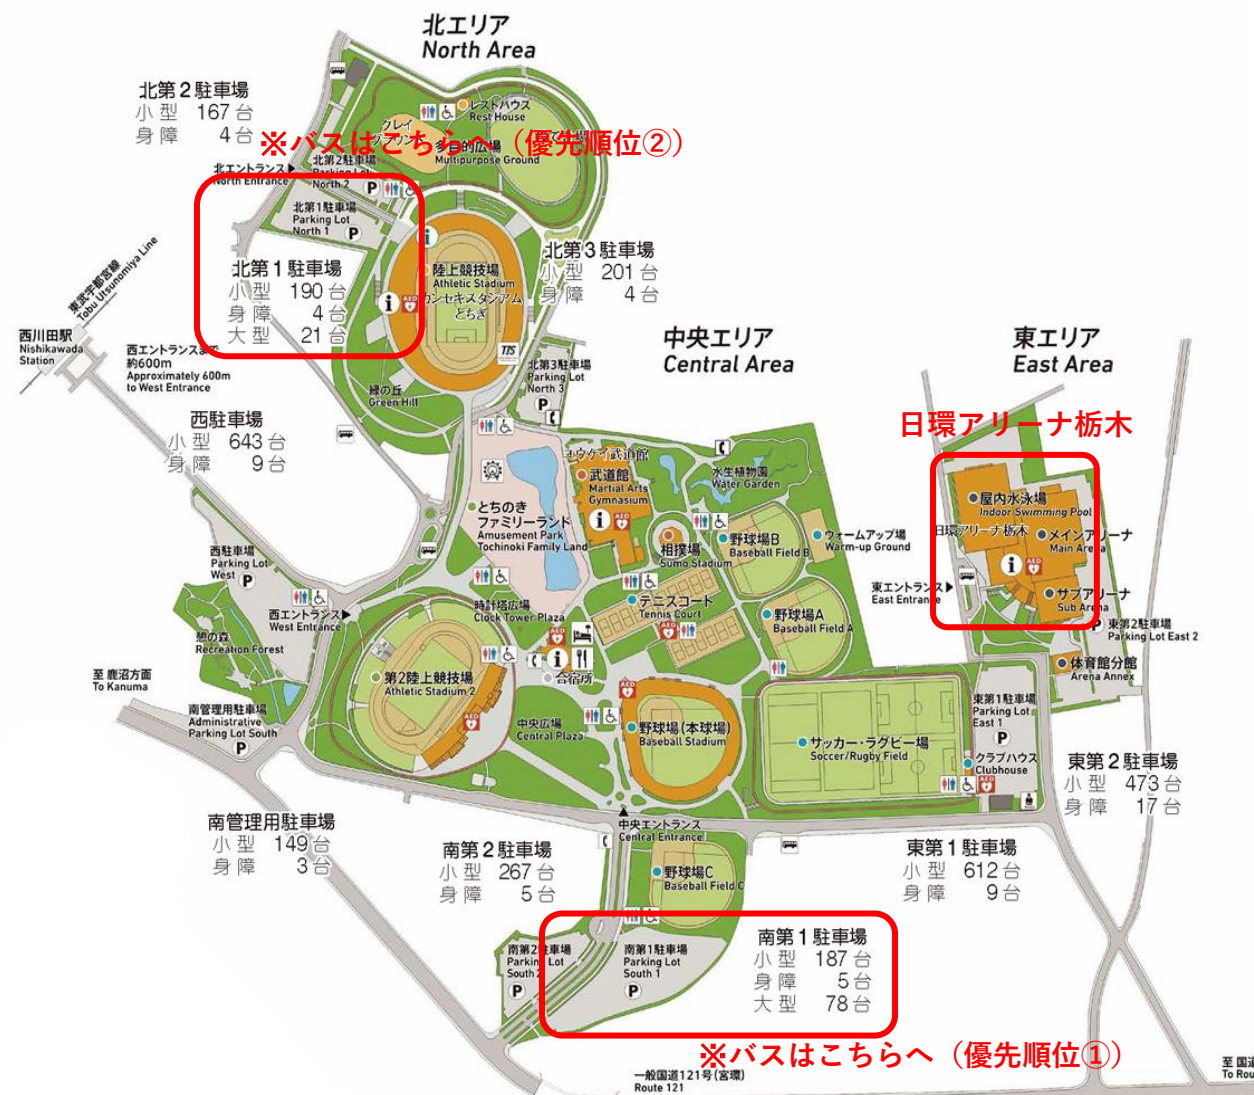 北エリア
North Area
北第2駐車場
小型 167台
身障 4台
レストハウス
Rest House
クレイ
グラウンド
※バスはこちらへ（優先順位②）
多目的広場
Multipurpose Ground
北エントランス▶
North Entrance
北第2駐車場
Parking Lot
North 2
P
北第1駐車場
Parking Lot
North 1
P
北第1駐車場
小型 190台
身障 4台
大型 21台
陸上競技場
Athletic Stadium
カンセキスタジアム
とちぎ
AED
TTS
北第3駐車場
小型 201台
身障 4台
東武宇都宮線
Tobu Utsunomiya Line
西川田駅
Nishikawada
Station
西エントランスまで
約600m
Approximately 600m
to West Entrance
緑の丘
Green Hill
北第3駐車場
Parking Lot
North 3
P
中央エリア
Central Area
東エリア
East Area
日環アリーナ栃木
西駐車場
小型 643台
身障 9台
ユウケイ武道館
武道館
Martial Arts
Gymnasium
AED
水生植物園
Water Garden
とちのき
ファミリーランド
Amusement Park
Tochinoki Family Land
相撲場
Sumo Stadium
野球場B
Baseball Field B
ウォームアップ場
Warm-up Ground
屋内水泳場
Indoor Swimming Pool
日環アリーナ栃木
メインアリーナ
Main Arena
AED
サブアリーナ
Sub Arena
東エントランス▶
East Entrance
P
東第2駐車場
Parking Lot East 2
体育館分館
Arena Annex
西駐車場
Parking Lot
West
P
西エントランス▶
West Entrance
憩の森
Recreation Forest
時計塔広場
Clock Tower Plaza
テニスコート
Tennis Court
AED
野球場A
Baseball Field A
AED
合宿所
第2陸上競技場
Athletic Stadium 2
AED
至 鹿沼方面
To Kanuma
南管理用駐車場
Administrative
Parking Lot South
P
中央広場
Central Plaza
AED
野球場(本球場)
Baseball Stadium
サッカー・ラグビー場
Soccer/Rugby Field
東第1駐車場
Parking Lot
East 1
P
クラブハウス
Clubhouse
AED
東第2駐車場
小型 473台
身障 17台
南管理用駐車場
小型 149台
身障 3台
中央エントランス
Central Entrance
南第2駐車場
小型 267台
身障 5台
野球場C
Baseball Field C
東第1駐車場
小型 612台
身障 9台
南第2駐車場
Parking Lot
South 2
P
南第1駐車場
Parking Lot
South 1
P
南第1駐車場
小型 187台
身障 5台
大型 78台
※バスはこちらへ（優先順位①）
一般国道121号(宮環)
Route 121
至 国道
To Rou